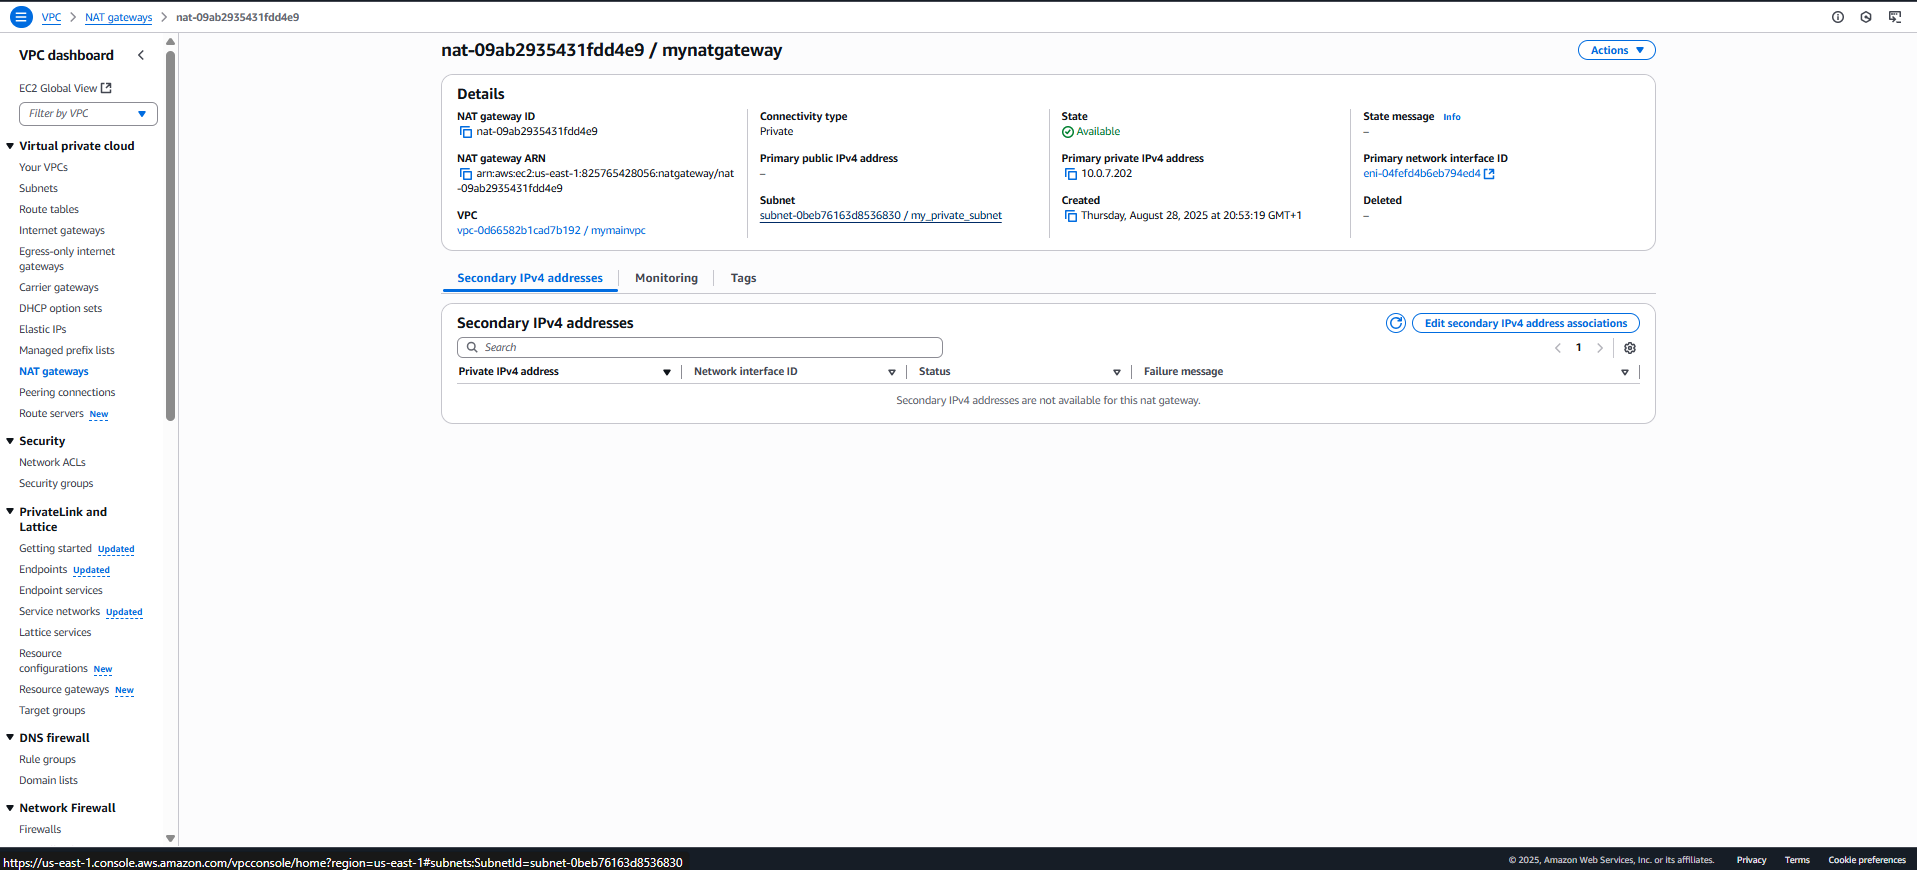 VPC > NAT gateways > nat-09ab2935431fdd4e9
VPC dashboard
EC2 Global View
Filter by VPC
Virtual private cloud
Your VPCs
Subnets
Route tables
Internet gateways
Egress-only internet
gateways
Carrier gateways
DHCP option sets
Elastic IPs
Managed prefix lists
NAT gateways
Peering connections
Route servers New
Security
Network ACLs
Security groups
PrivateLink and
Lattice
Getting started Updated
Endpoints Updated
Endpoint services
Service networks Updated
Lattice services
Resource
configurations New
Resource gateways New
Target groups
DNS firewall
Rule groups
Domain lists
Network Firewall
Firewalls
nat-09ab2935431fdd4e9 / mynatgateway
Actions
Details
NAT gateway ID
nat-09ab2935431fdd4e9
NAT gateway ARN
arn:aws:ec2:us-east-1:825765428056:natgateway/nat
-09ab2935431fdd4e9
VPC
vpc-0d66582b1cad7b192 / mymainvpc
Connectivity type
Private
Primary public IPv4 address
–
Subnet
subnet-0beb76163d8536830 / my_private_subnet
State
Available
Primary private IPv4 address
10.0.7.202
Created
Thursday, August 28, 2025 at 20:53:19 GMT+1
State message Info
–
Primary network interface ID
eni-04fefd4b6eb794ed4
Deleted
–
Secondary IPv4 addresses
Monitoring
Tags
Secondary IPv4 addresses
Edit secondary IPv4 address associations
Search
1
Private IPv4 address
Network interface ID
Status
Failure message
Secondary IPv4 addresses are not available for this nat gateway.
https://us-east-1.console.aws.amazon.com/vpcconsole/home?region=us-east-1#subnets:SubnetId=subnet-0beb76163d8536830
© 2025, Amazon Web Services, Inc. or its affiliates. Privacy Terms Cookie preferences